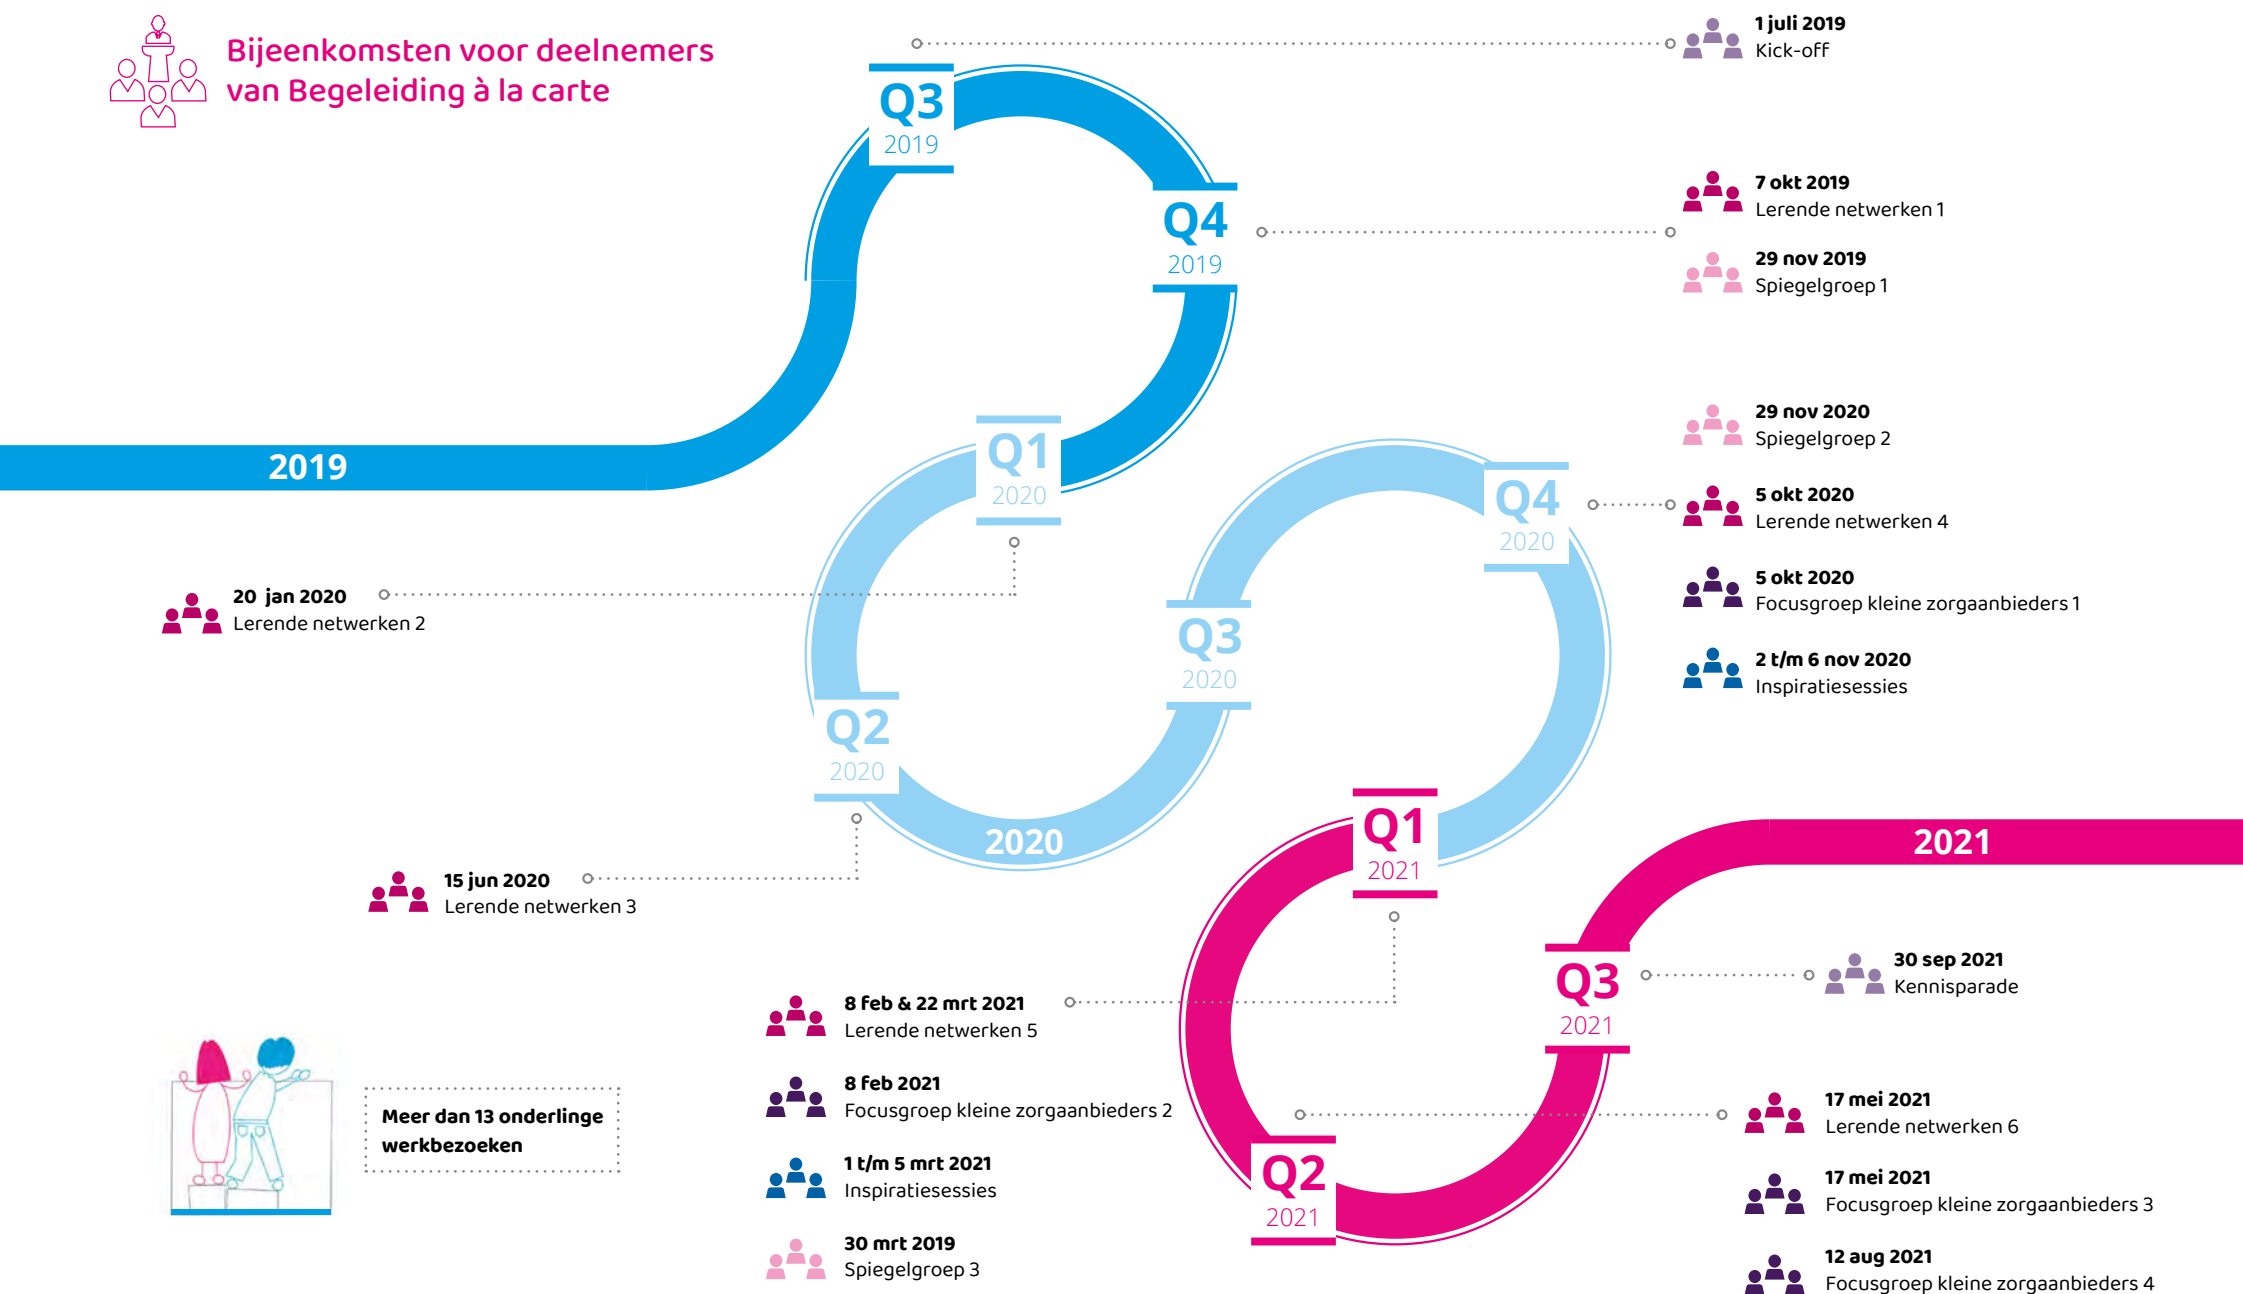 Bijeenkomsten voor deelnemers
van Begeleiding à la carte
Q3
2019
1 juli 2019
Kick-off
Q4
2019
7 okt 2019
Lerende netwerken 1
29 nov 2019
Spiegelgroep 1
2019
Q1
2020
20 jan 2020
Lerende netwerken 2
Q2
2020
15 jun 2020
Lerende netwerken 3
2020
Q3
2020
Q4
2020
29 nov 2020
Spiegelgroep 2
5 okt 2020
Lerende netwerken 4
5 okt 2020
Focusgroep kleine zorgaanbieders 1
2 t/m 6 nov 2020
Inspiratiesessies
Q1
2021
8 feb & 22 mrt 2021
Lerende netwerken 5
8 feb 2021
Focusgroep kleine zorgaanbieders 2
1 t/m 5 mrt 2021
Inspiratiesessies
30 mrt 2019
Spiegelgroep 3
Q2
2021
17 mei 2021
Lerende netwerken 6
17 mei 2021
Focusgroep kleine zorgaanbieders 3
12 aug 2021
Focusgroep kleine zorgaanbieders 4
Q3
2021
30 sep 2021
Kennisparade
2021
Meer dan 13 onderlinge
werkbezoeken